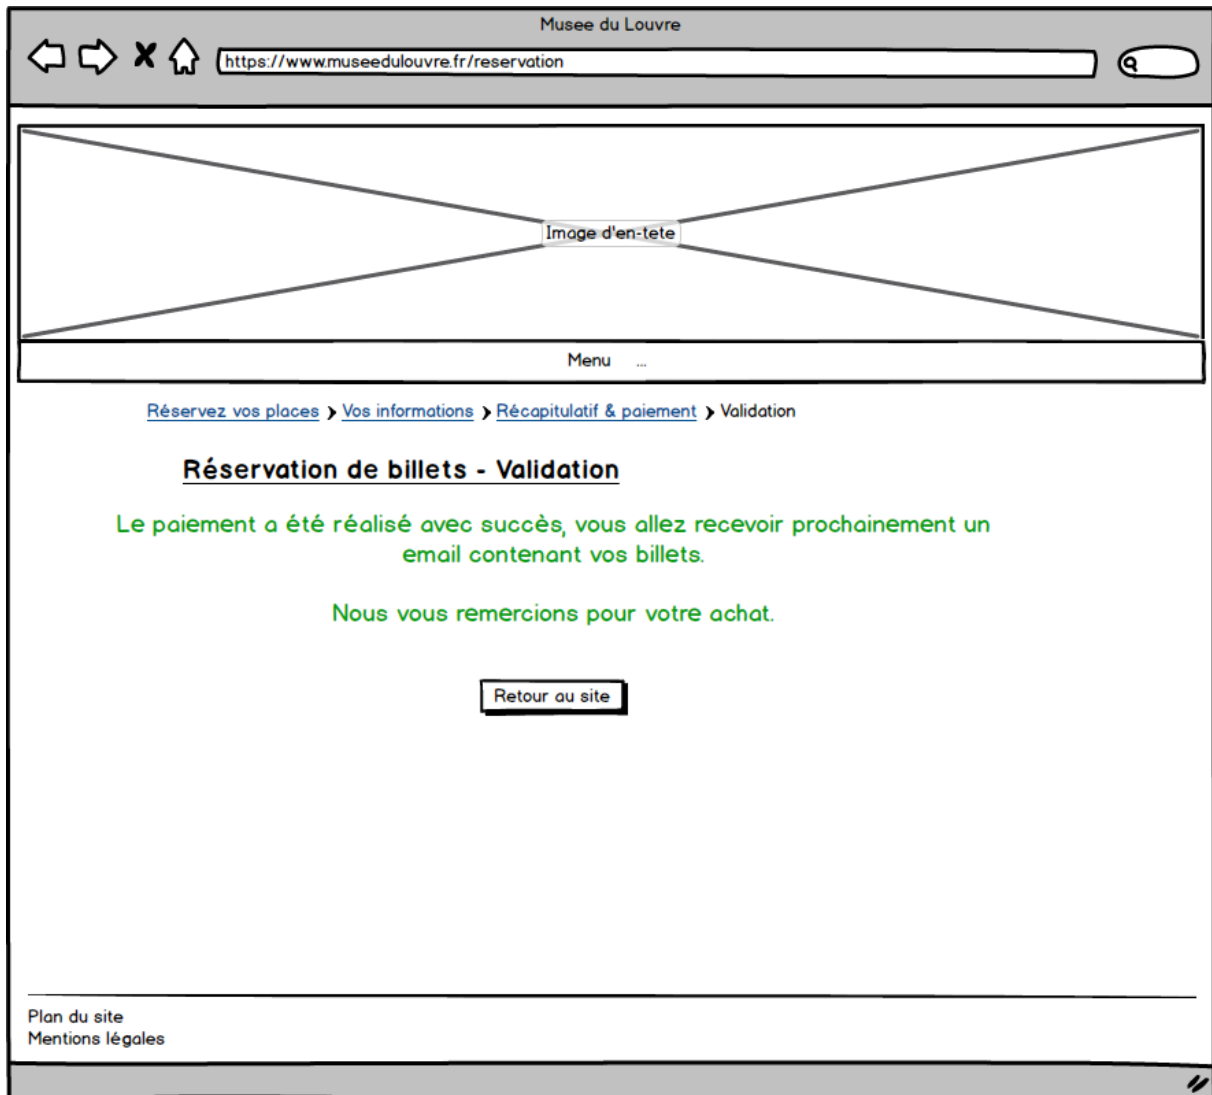 Musee du Louvre
https://www.museedulouvre.fr/reservation
Image d'en-tete
Menu ...
Réservez vos places > Vos informations > Récapitulatif & paiement > Validation
Réservation de billets - Validation
Le paiement a été réalisé avec succès, vous allez recevoir prochainement un
email contenant vos billets.
Nous vous remercions pour votre achat.
Retour au site
Plan du site
Mentions légales